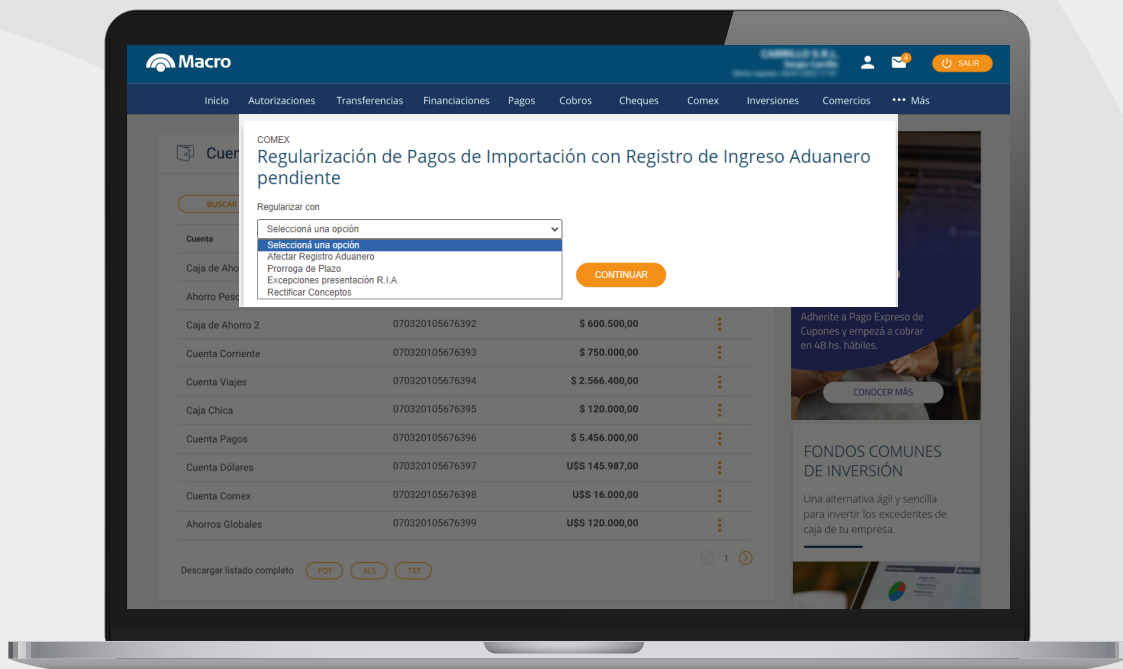 Macro
4
SALIR
Inicio Autorizaciones Transferencias Financiaciones Pagos Cobros Cheques Comex Inversiones Comercios ••• Más
Cuen
BUSCAR
Cuenta
Caja de Aho
Ahorro Peso
COMEX
Regularización de Pagos de Importación con Registro de Ingreso Aduanero
pendiente
Regularizar con
Seleccioná una opción
Seleccioná una opción
Afectar Registro Aduanero
Prorroga de Plazo
Excepciones presentación R.I.A
Rectificar Conceptos
CONTINUAR
Caja de Ahorro 2 070320105676392 $ 600.500,00
Cuenta Corriente 070320105676393 $ 750.000,00
Cuenta Viajes 070320105676394 $ 2.566.400,00
Caja Chica 070320105676395 $ 120.000,00
Cuenta Pagos 070320105676396 $ 5.456.000,00
Cuenta Dólares 070320105676397 U$S 145.987,00
Cuenta Comex 070320105676398 U$S 16.000,00
Ahorros Globales 070320105676399 U$S 120.000,00
1
Descargar listado completo PDF XLS TXT
Adherite a Pago Expreso de
Cupones y empezá a cobrar
en 48 hs. hábiles.
CONOCER MÁS
FONDOS COMUNES
DE INVERSIÓN
Una alternativa ágil y sencilla
para invertir los excedentes de
caja de tu empresa.